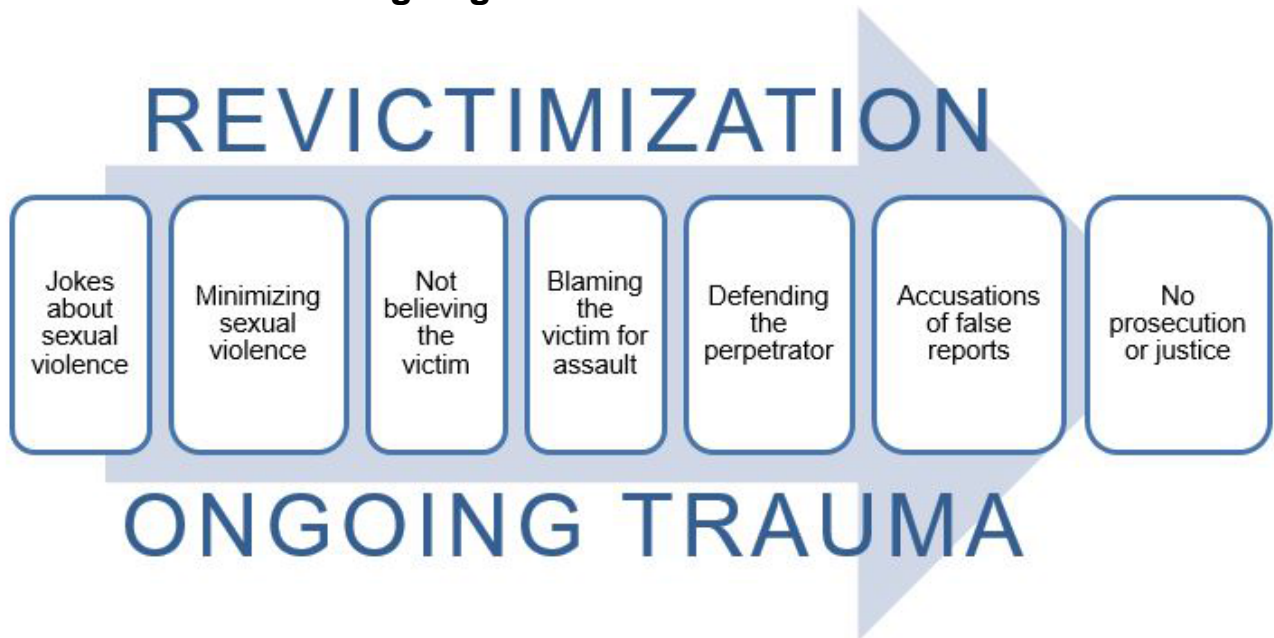 REVICTIMIZATION
Jokes
about
sexual
violence
Minimizing
sexual
violence
Not
believing
the
victim
Blaming
the
victim for
assault
Defending
the
perpetrator
Accusations
of false
reports
No
prosecution
or justice
ONGOING TRAUMA